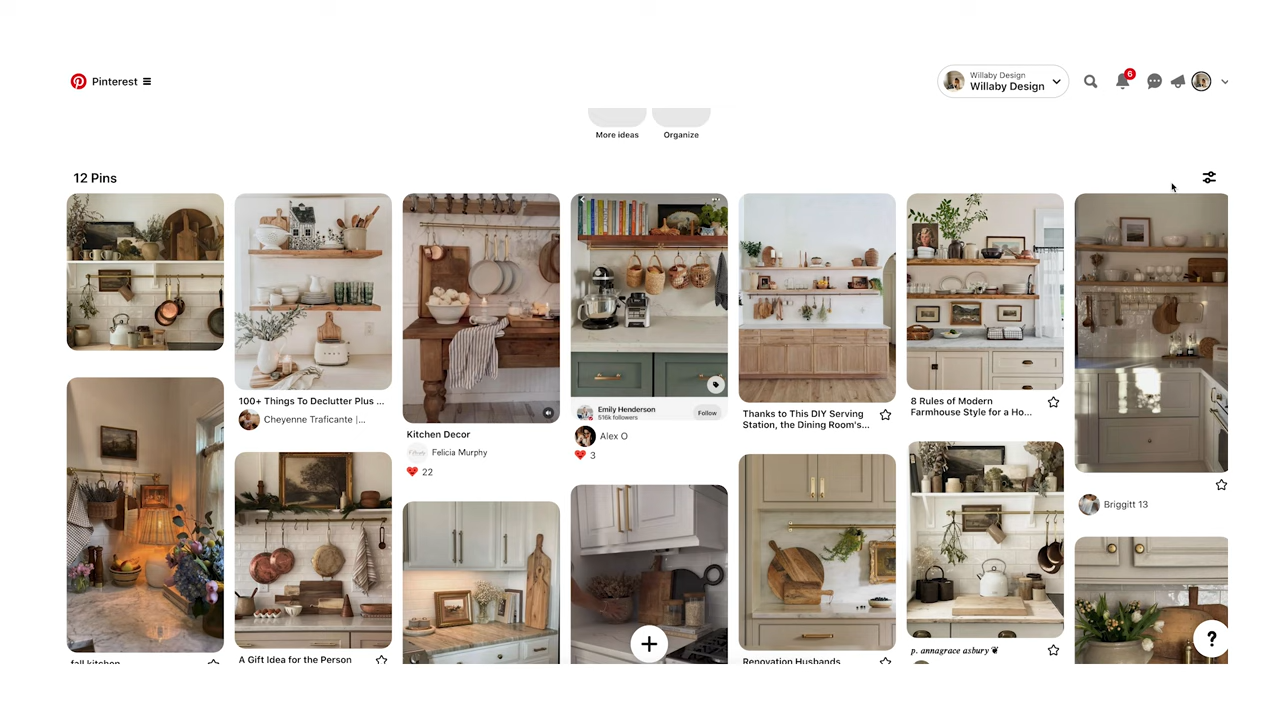 Pinterest
Willaby Design
Willaby Design
6
More ideas
Organize
12 Pins
100+ Things To Declutter Plus ...
Cheyenne Traficante |...
Kitchen Decor
Felicia Murphy
22
Emily Henderson
516k followers
Follow
Alex O
3
Thanks to This DIY Serving
Station, the Dining Room's...
8 Rules of Modern
Farmhouse Style for a Ho...
Briggitt 13
fall kitchen
A Gift Idea for the Person
Renovation Husbands
p. annagrace asbury ❦
?